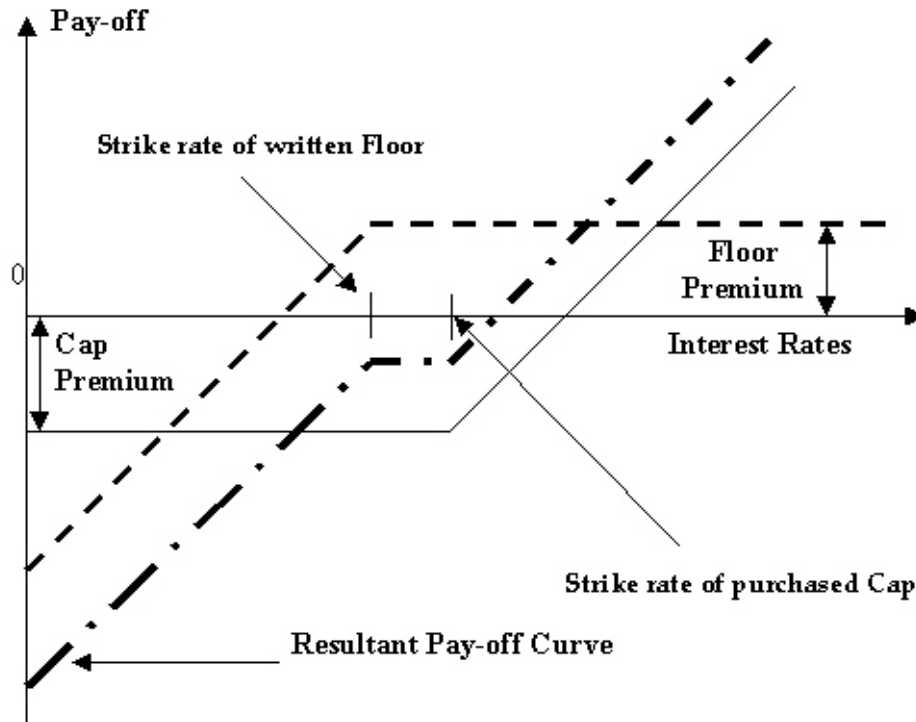 Pay-off
Strike rate of written Floor
0
Floor
Premium
Cap
Premium
Interest Rates
Strike rate of purchased Cap
Resultant Pay-off Curve